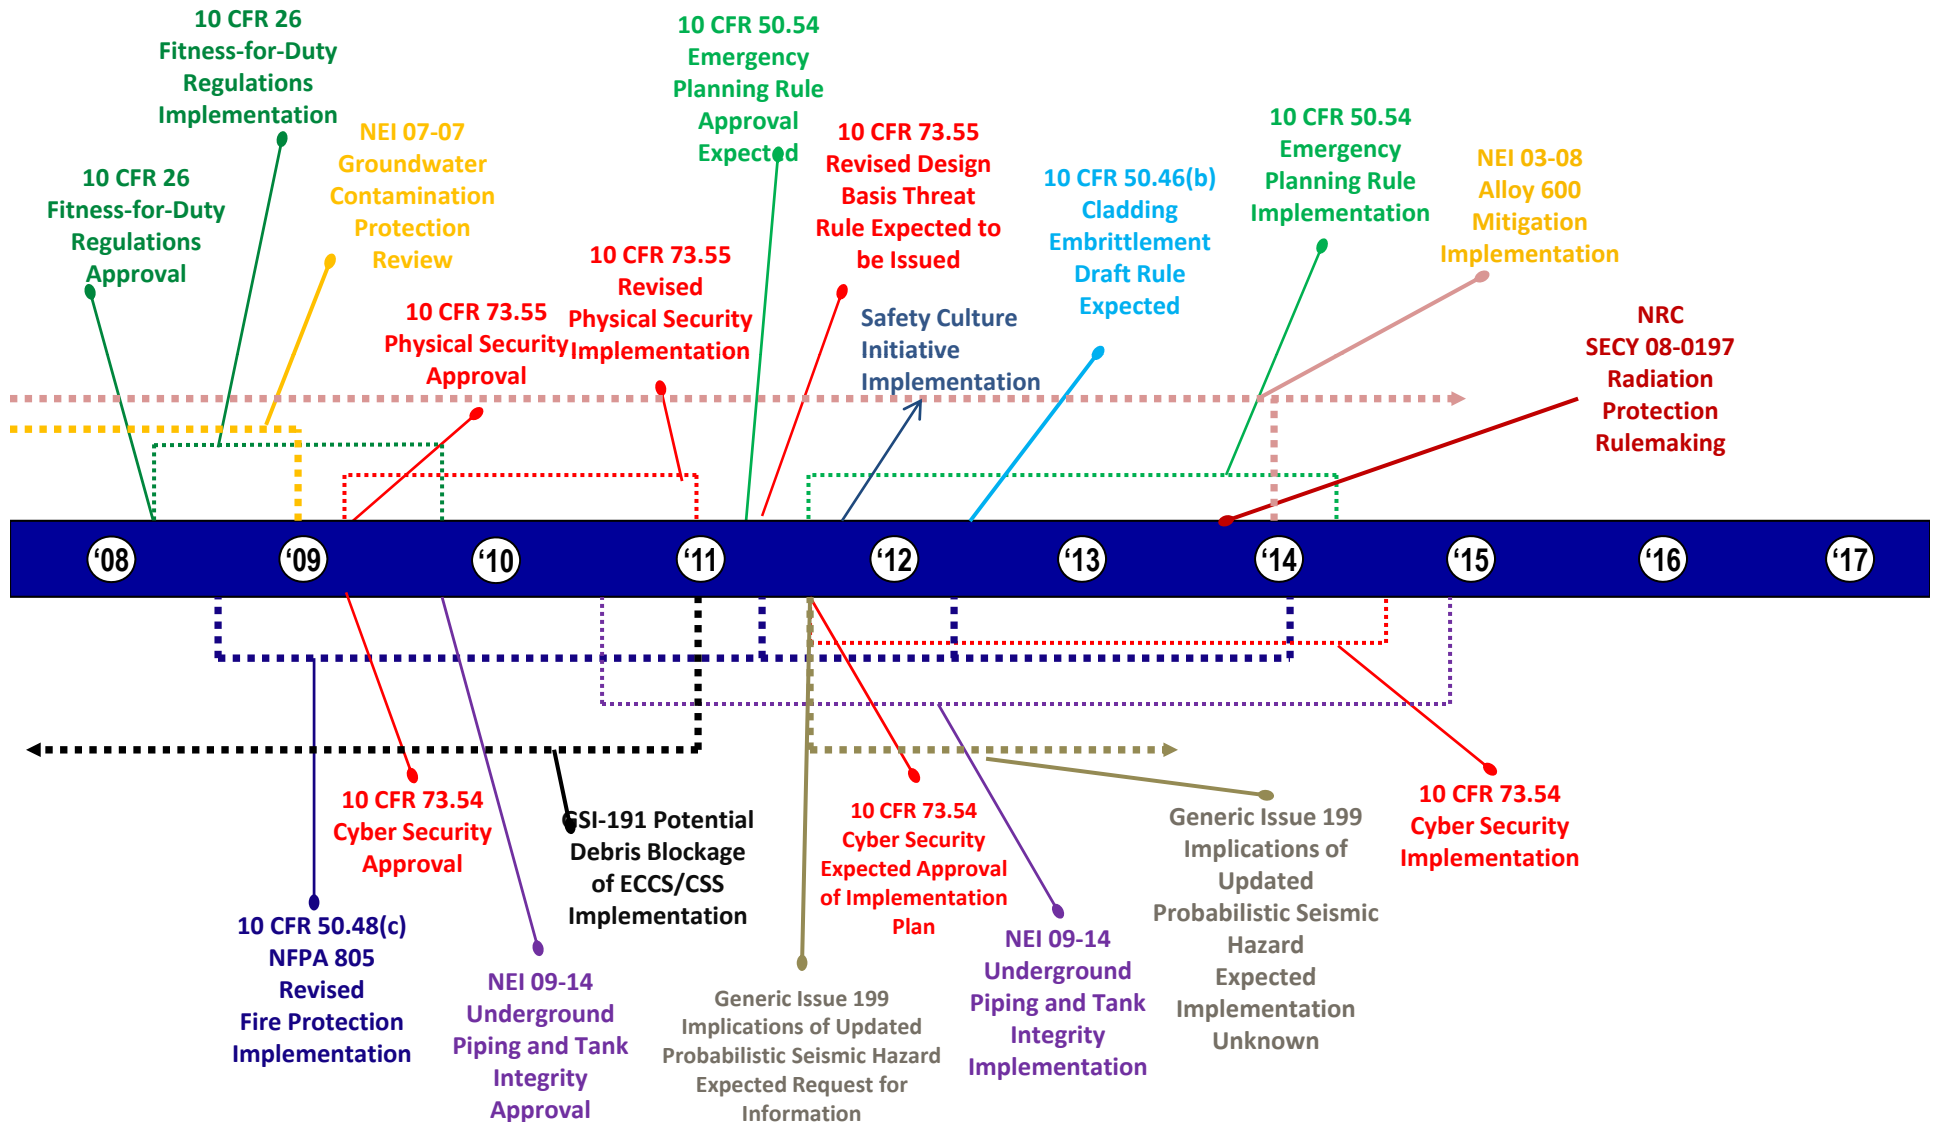 10 CFR 26
Fitness-for-Duty
Regulations
Implementation
10 CFR 26
Fitness-for-Duty
Regulations
Approval
NEI 07-07
Groundwater
Contamination
Protection
Review
10 CFR 73.55
Physical Security
Approval
10 CFR 73.55
Revised
Physical Security
Implementation
10 CFR 50.54
Emergency
Planning Rule
Approval
Expected
10 CFR 73.55
Revised Design
Basis Threat
Rule Expected to
be Issued
Safety Culture
Initiative
Implementation
10 CFR 50.46(b)
Cladding
Embrittlement
Draft Rule
Expected
10 CFR 50.54
Emergency
Planning Rule
Implementation
NEI 03-08
Alloy 600
Mitigation
Implementation
NRC
SECY 08-0197
Radiation
Protection
Rulemaking
‘08 ‘09 ‘10 ‘11 ‘12 ‘13 ‘14 ‘15 ‘16 ‘17
10 CFR 50.48(c)
NFPA 805
Revised
Fire Protection
Implementation
10 CFR 73.54
Cyber Security
Approval
NEI 09-14
Underground
Piping and Tank
Integrity
Approval
GSI-191 Potential
Debris Blockage
of ECCS/CSS
Implementation
Generic Issue 199
Implications of Updated
Probabilistic Seismic Hazard
Expected Request for
Information
10 CFR 73.54
Cyber Security
Expected Approval
of Implementation
Plan
NEI 09-14
Underground
Piping and Tank
Integrity
Implementation
Generic Issue 199
Implications of
Updated
Probabilistic Seismic
Hazard
Expected
Implementation
Unknown
10 CFR 73.54
Cyber Security
Implementation